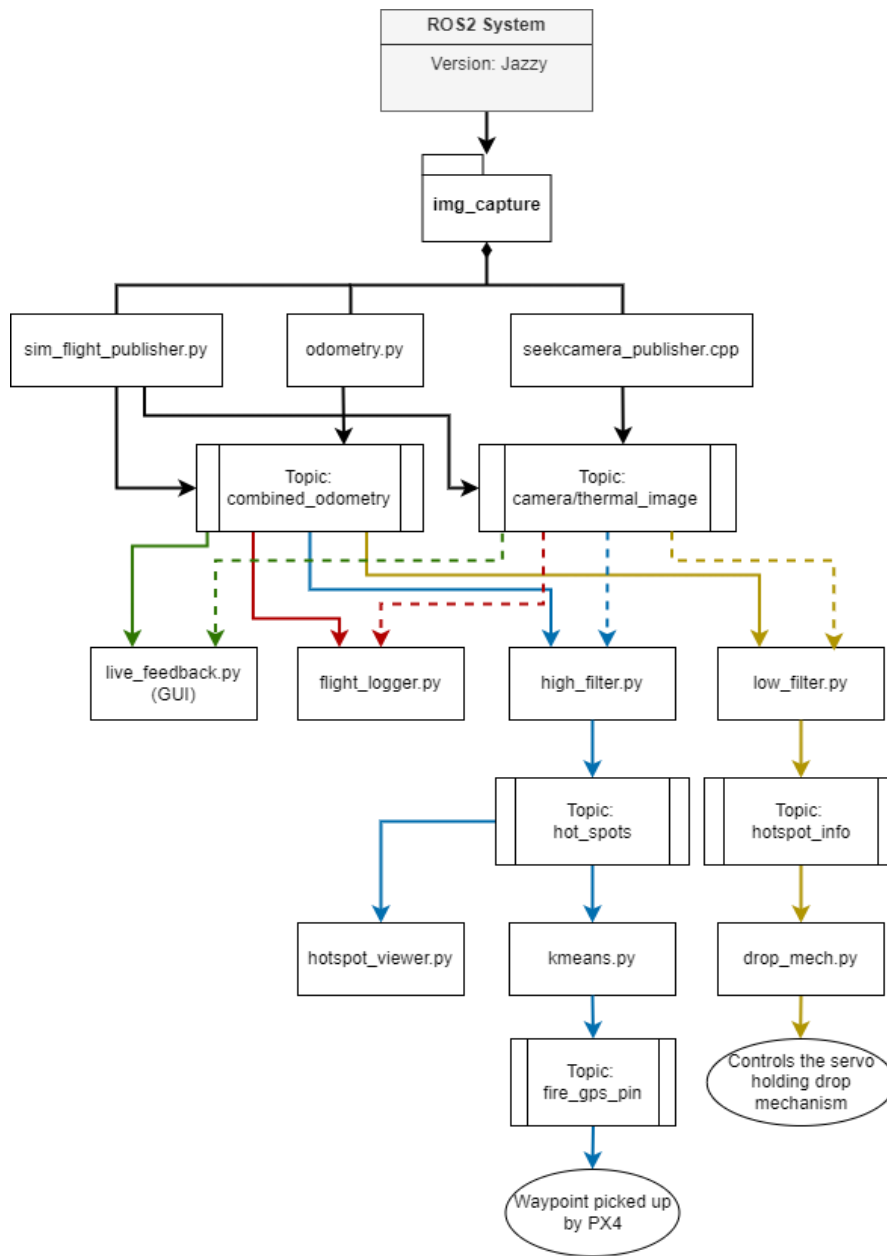 ROS2 System
Version: Jazzy
img_capture
sim_flight_publisher.py
odometry.py
seekcamera_publisher.cpp
Topic:
combined_odometry
Topic:
camera/thermal_image
live_feedback.py
(GUI)
flight_logger.py
high_filter.py
low_filter.py
Topic:
hot_spots
Topic:
hotspot_info
hotspot_viewer.py
kmeans.py
drop_mech.py
Topic:
fire_gps_pin
Controls the servo
holding drop
mechanism
Waypoint picked up
by PX4